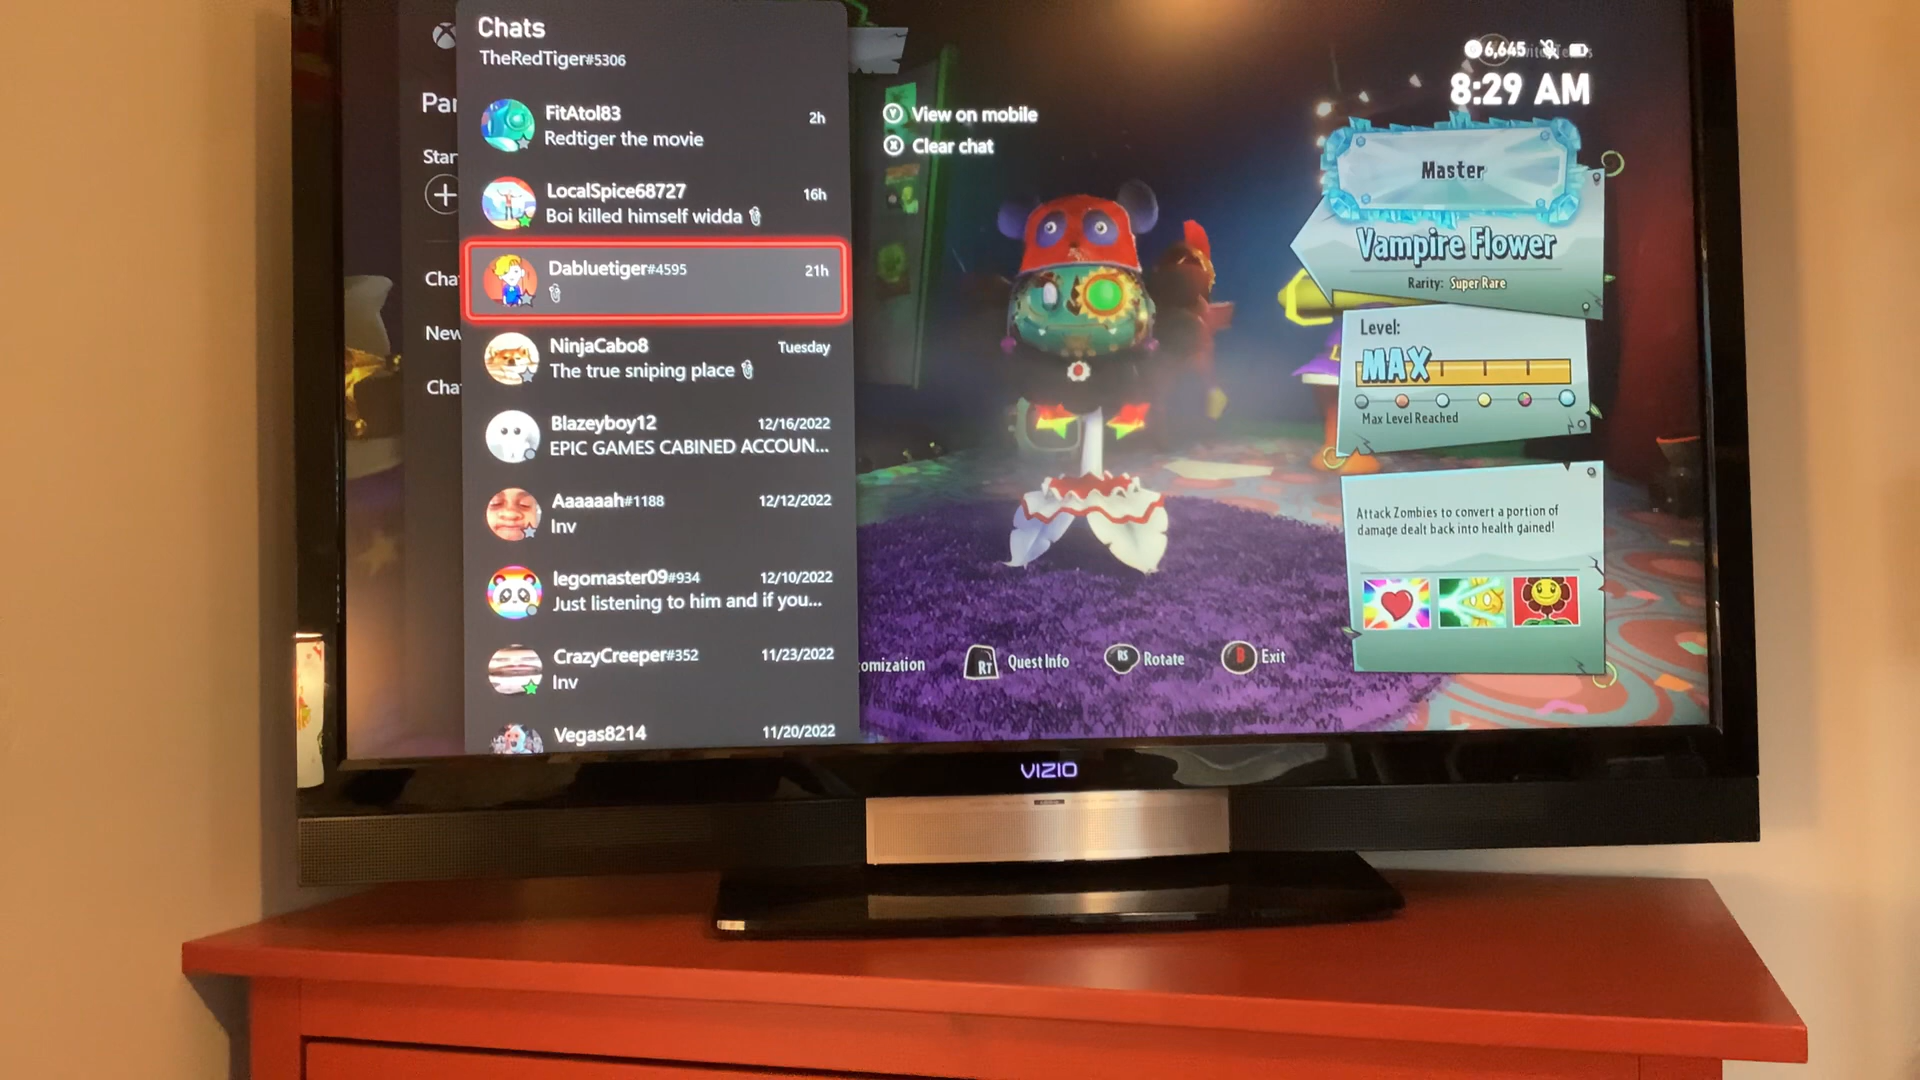 Chats
TheRedTiger#5306
FitAtol83 2h
Redtiger the movie
LocalSpice68727 16h
Boi killed himself widda
Dabluetiger#4595 21h
NinjaCabo8 Tuesday
The true sniping place
Blazeyboy12 12/16/2022
EPIC GAMES CABINED ACCOUN...
Aaaaaah#1188 12/12/2022
Inv
legomaster09#934 12/10/2022
Just listening to him and if you...
CrazyCreeper#352 11/23/2022
Inv
Vegas8214 11/20/2022
Par
Star
Cha
New
Cha
Y View on mobile
X Clear chat
6,645
8:29 AM
Master
Vampire Flower
Rarity: Super Rare
Level:
MAX
Max Level Reached
Attack Zombies to convert a portion of
damage dealt back into health gained!
omization RT Quest Info RS Rotate B Exit
VIZIO